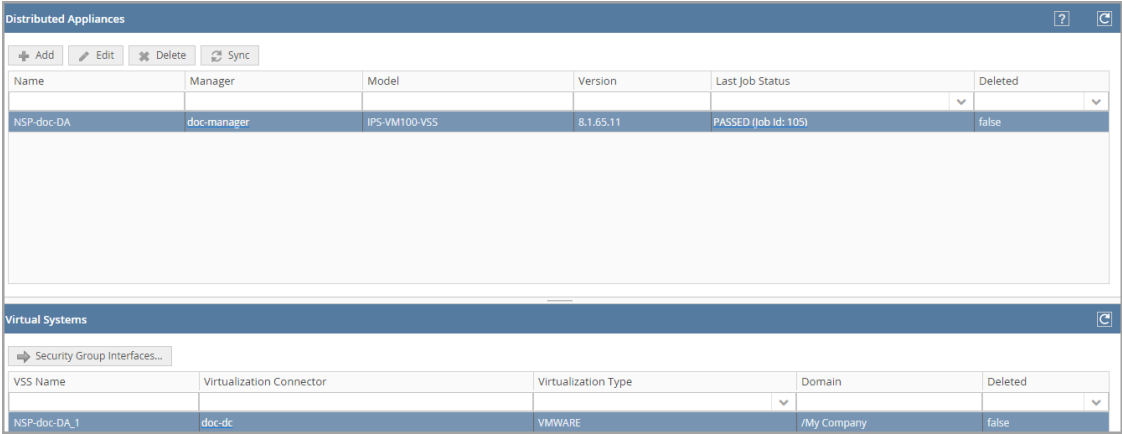 Distributed Appliances ?
Add Edit Delete Sync
Name Manager Model Version Last Job Status Deleted
NSP-doc-DA doc-manager IPS-VM100-VSS 8.1.65.11 PASSED (Job Id: 105) false
Virtual Systems
Security Group Interfaces...
VSS Name Virtualization Connector Virtualization Type Domain Deleted
NSP-doc-DA_1 doc-dc VMWARE /My Company false